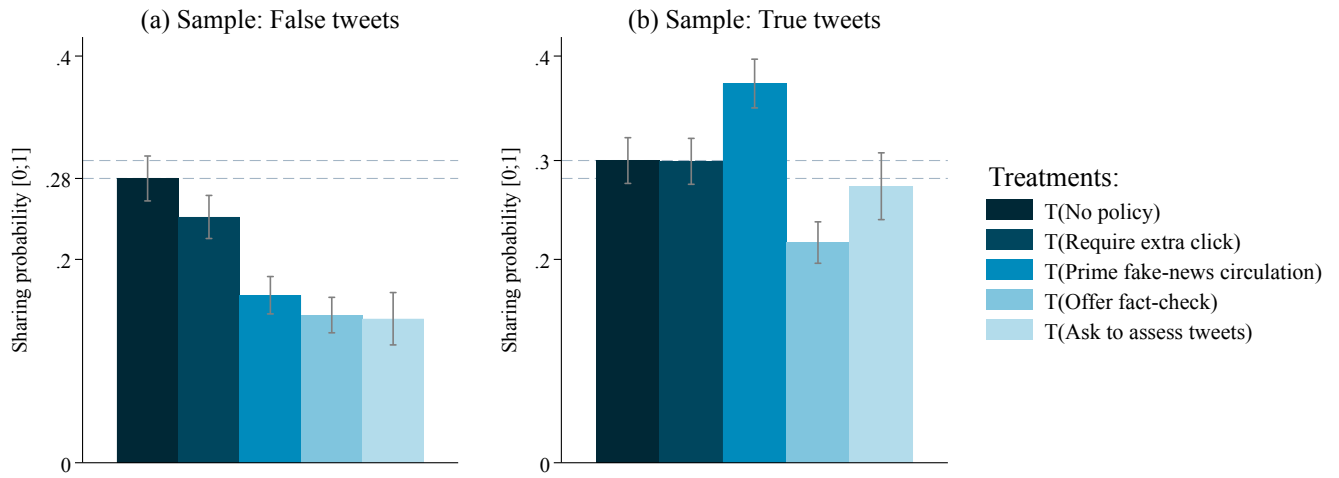 (a) Sample: False tweets
Sharing probability [0;1]
.4
.28
.2
0
(b) Sample: True tweets
Sharing probability [0;1]
.4
.3
.2
0
Treatments:
T(No policy)
T(Require extra click)
T(Prime fake-news circulation)
T(Offer fact-check)
T(Ask to assess tweets)